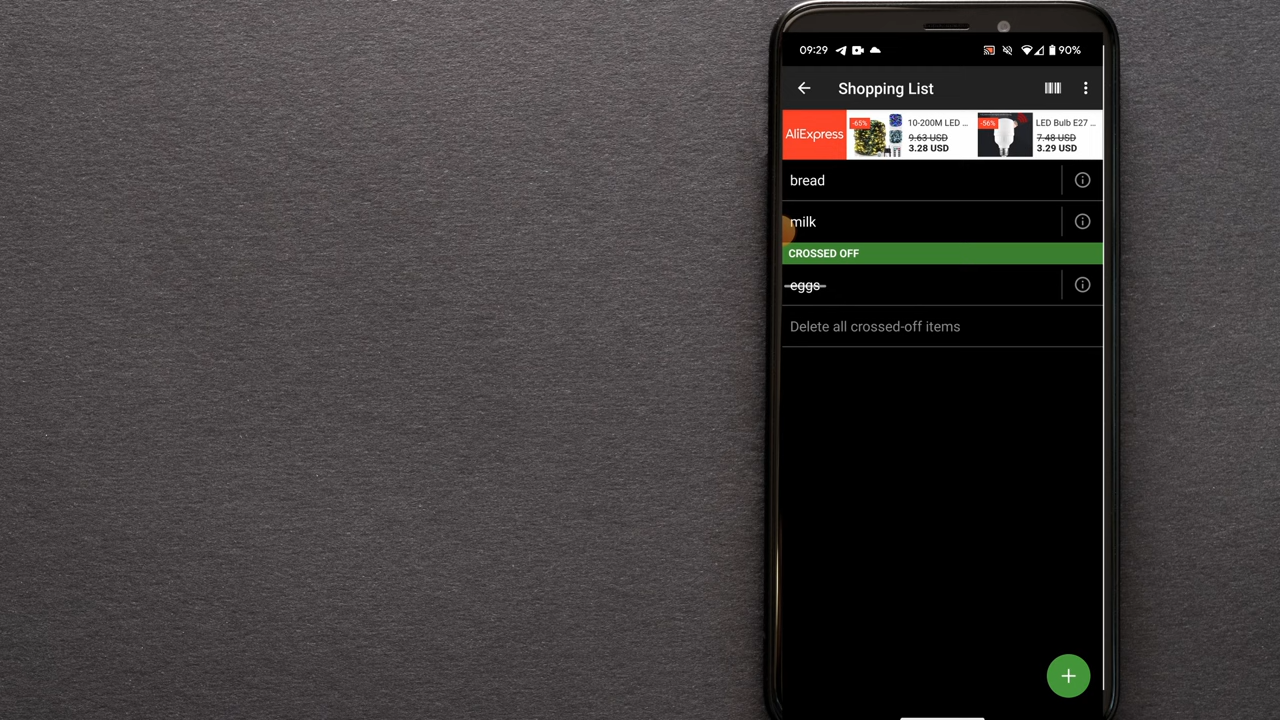 09:29
90%
Shopping List
AliExpress
-65%
10-200M LED ...
9.63 USD
3.28 USD
-56%
LED Bulb E27 ...
7.48 USD
3.29 USD
bread
milk
CROSSED OFF
eggs
Delete all crossed-off items